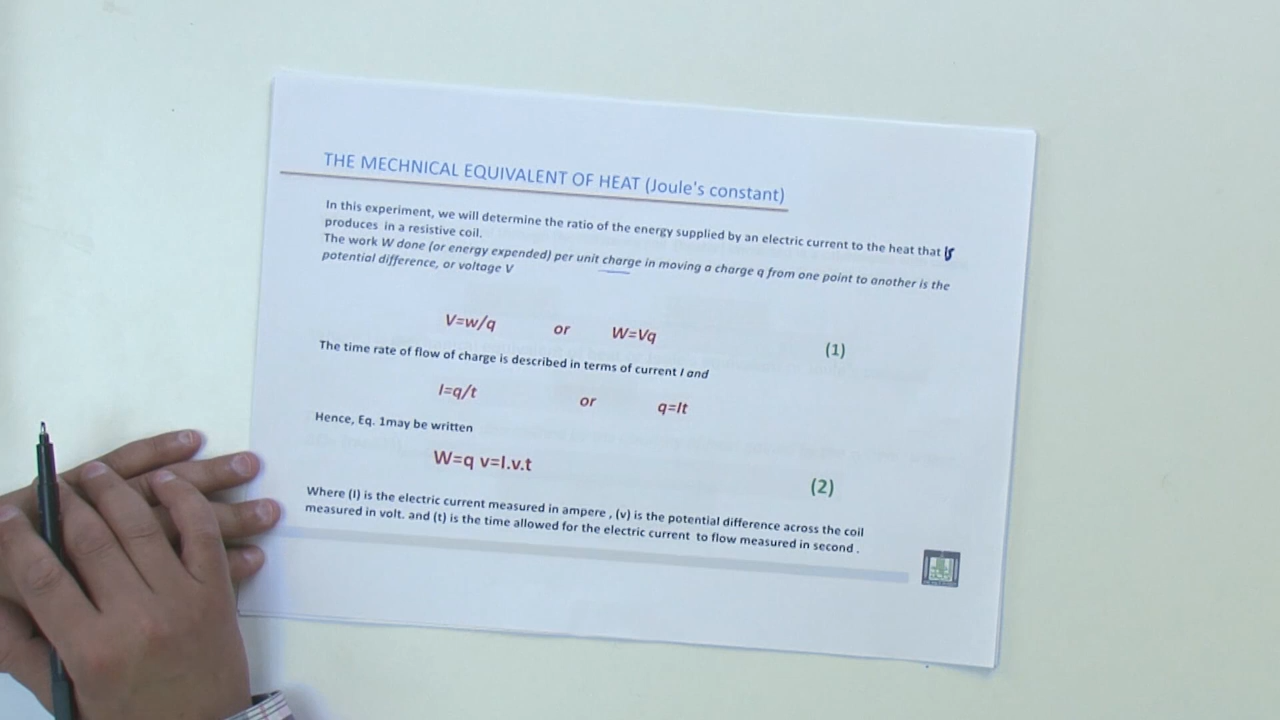 THE MECHNICAL EQUIVALENT OF HEAT (Joule's constant)
In this experiment, we will determine the ratio of the energy supplied by an electric current to the heat that is
produces in a resistive coil.
The work W done (or energy expended) per unit charge in moving a charge q from one point to another is the
potential difference, or voltage V
V=w/q or W=Vq (1)
The time rate of flow of charge is described in terms of current I and
I=q/t or q=It
Hence, Eq. 1may be written
W=q v=I.v.t (2)
Where (I) is the electric current measured in ampere , (v) is the potential difference across the coil
measured in volt. and (t) is the time allowed for the electric current to flow measured in second .